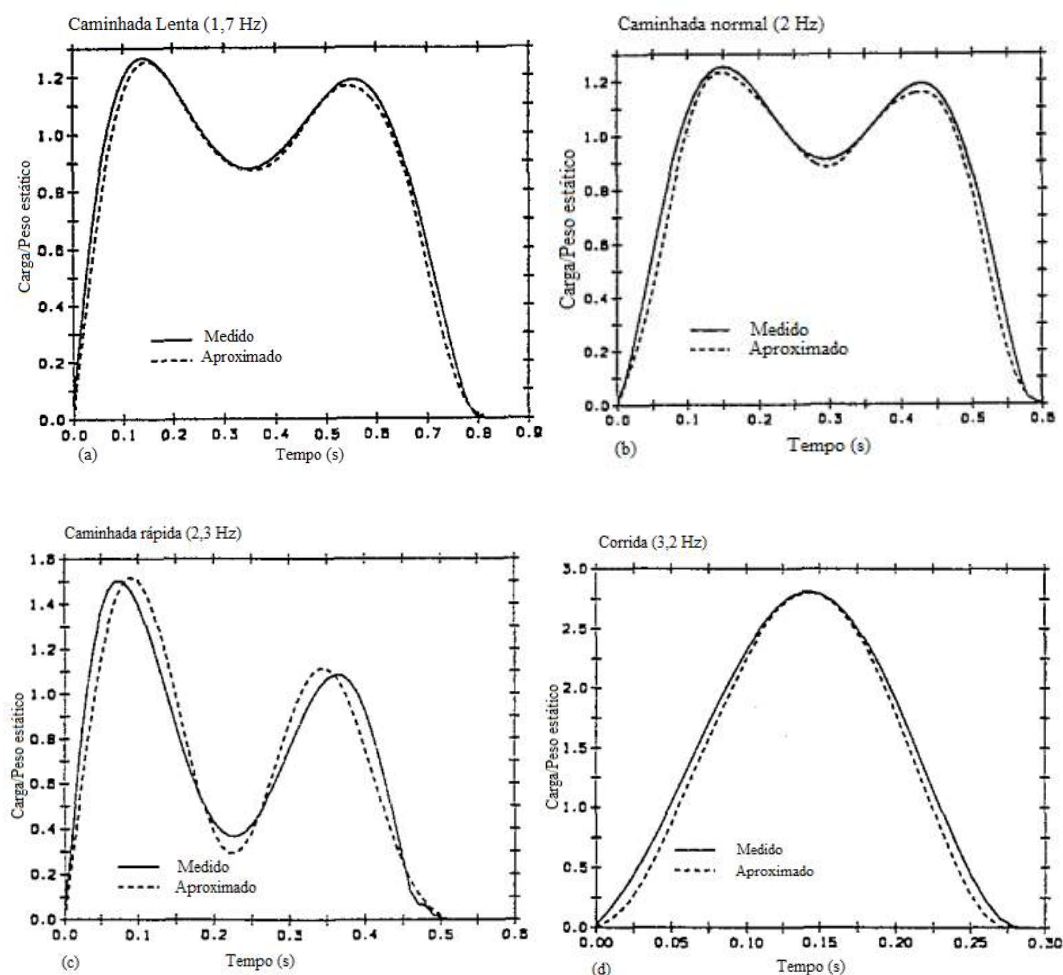 Caminhada Lenta (1,7 Hz)
Carga/Peso estático
1.2
1.0
0.8
0.6
0.4
0.2
0.0
Medido
Aproximado
0.0 0.1 0.2 0.3 0.4 0.5 0.6 0.7 0.8 0.9
(a)
Tempo (s)
Caminhada normal (2 Hz)
Carga/Peso estático
1.2
1.0
0.8
0.6
0.4
0.2
0.0
Medido
Aproximado
0.0 0.1 0.2 0.3 0.4 0.5 0.6
Tempo (s)
(b)
Caminhada rápida (2,3 Hz)
Carga/Peso estático
1.6
1.4
1.2
1.0
0.8
0.6
0.4
0.2
0.0
Medido
Aproximado
0.0 0.1 0.2 0.3 0.4 0.5 0.6
(c)
Tempo (s)
Corrida (3,2 Hz)
Carga/Peso estático
3.0
2.5
2.0
1.5
1.0
0.5
0.0
Medido
Aproximado
0.00 0.05 0.10 0.15 0.20 0.25 0.30
(d)
Tempo (s)